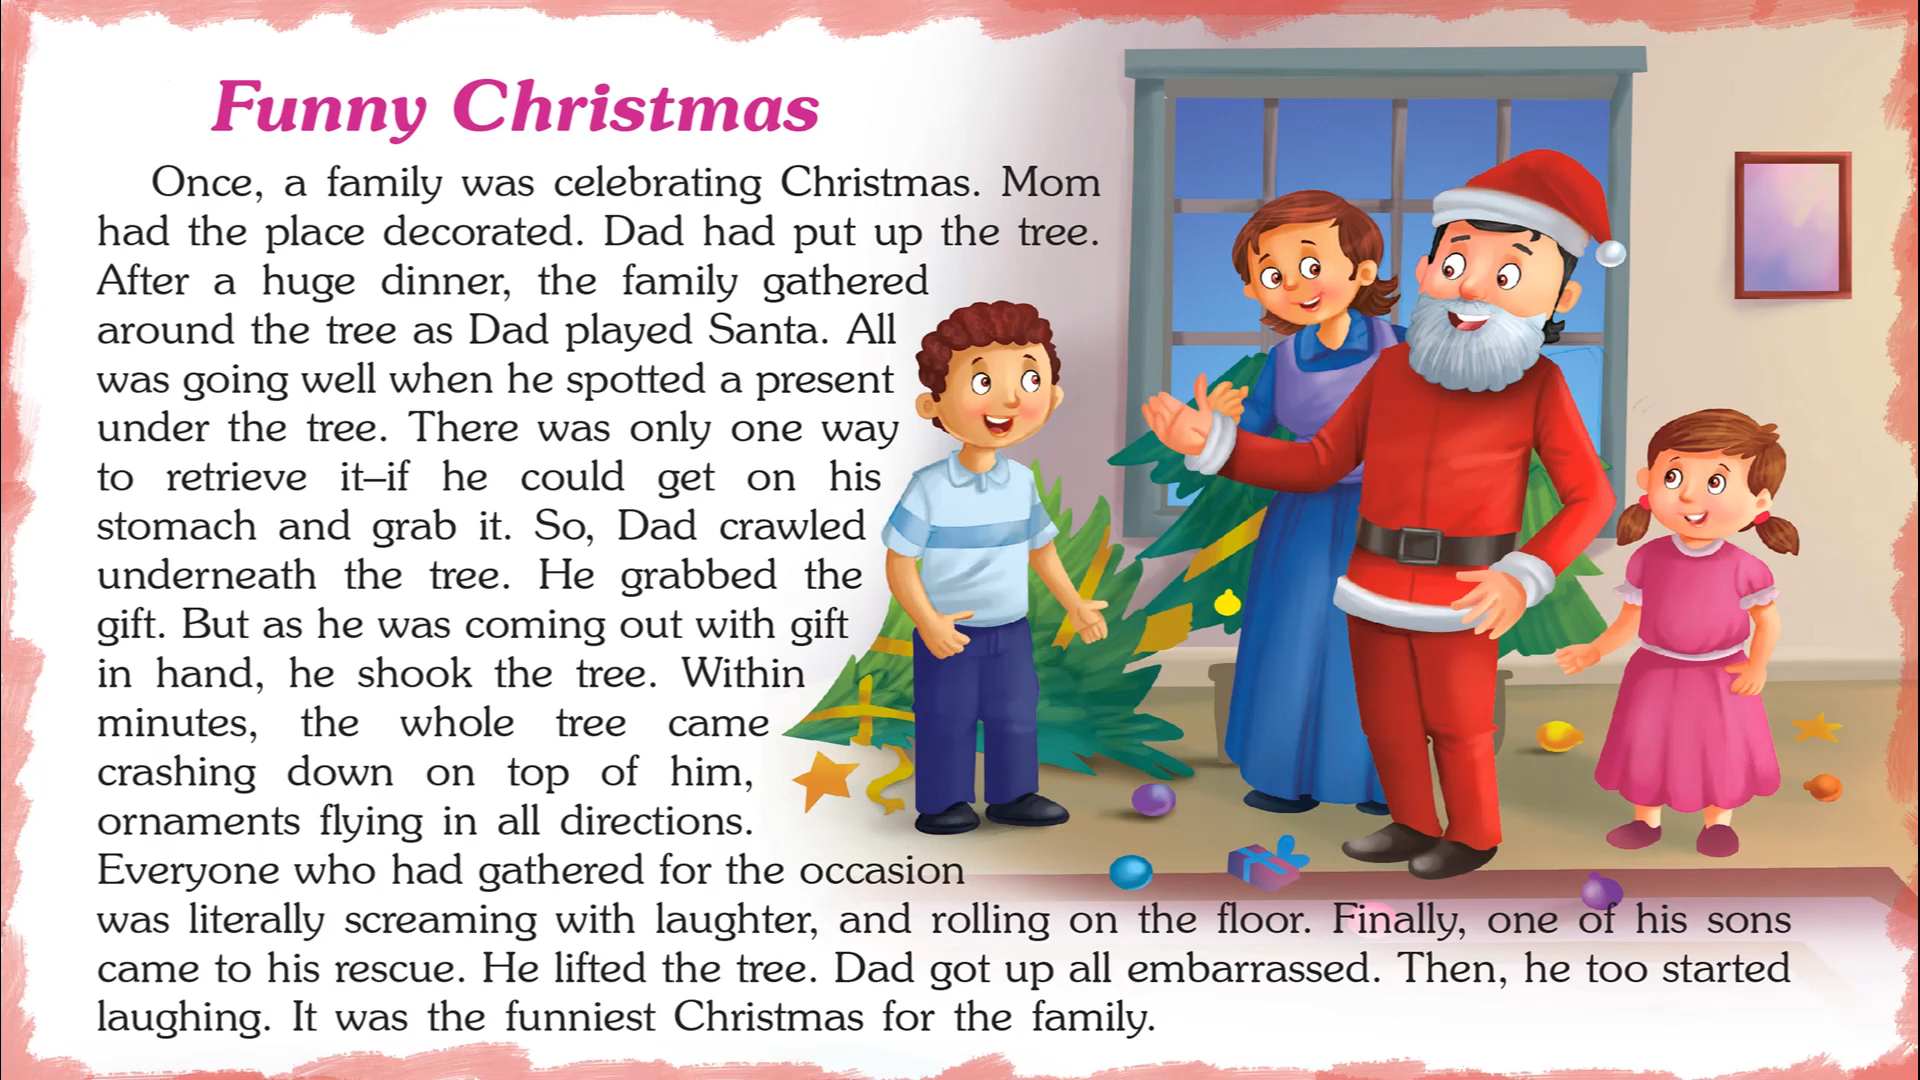 Funny Christmas
Once, a family was celebrating Christmas. Mom
had the place decorated. Dad had put up the tree.
After a huge dinner, the family gathered
around the tree as Dad played Santa. All
was going well when he spotted a present
under the tree. There was only one way
to retrieve it–if he could get on his
stomach and grab it. So, Dad crawled
underneath the tree. He grabbed the
gift. But as he was coming out with gift
in hand, he shook the tree. Within
minutes, the whole tree came
crashing down on top of him,
ornaments flying in all directions.
Everyone who had gathered for the occasion
was literally screaming with laughter, and rolling on the floor. Finally, one of his sons
came to his rescue. He lifted the tree. Dad got up all embarrassed. Then, he too started
laughing. It was the funniest Christmas for the family.